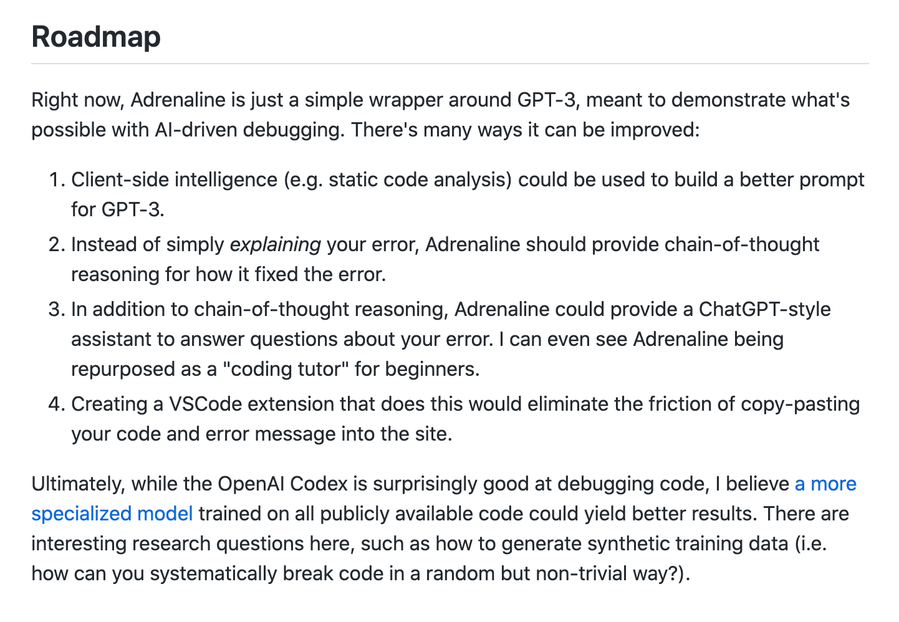 Roadmap
Right now, Adrenaline is just a simple wrapper around GPT-3, meant to demonstrate what's
possible with AI-driven debugging. There's many ways it can be improved:
1. Client-side intelligence (e.g. static code analysis) could be used to build a better prompt
for GPT-3.
2. Instead of simply explaining your error, Adrenaline should provide chain-of-thought
reasoning for how it fixed the error.
3. In addition to chain-of-thought reasoning, Adrenaline could provide a ChatGPT-style
assistant to answer questions about your error. I can even see Adrenaline being
repurposed as a "coding tutor" for beginners.
4. Creating a VSCode extension that does this would eliminate the friction of copy-pasting
your code and error message into the site.
Ultimately, while the OpenAI Codex is surprisingly good at debugging code, I believe a more
specialized model trained on all publicly available code could yield better results. There are
interesting research questions here, such as how to generate synthetic training data (i.e.
how can you systematically break code in a random but non-trivial way?).